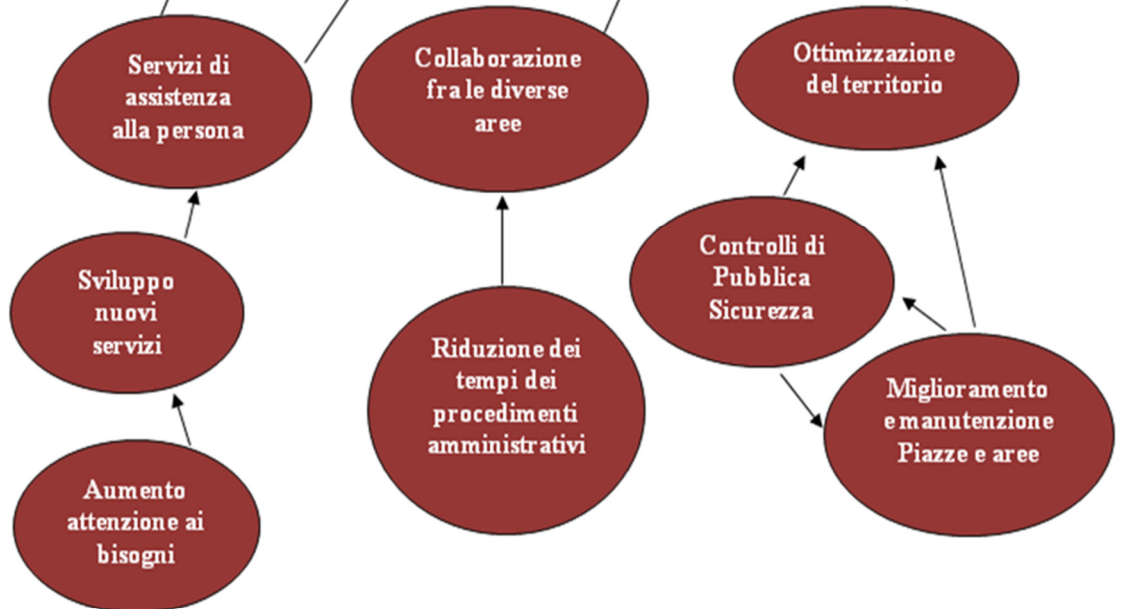 Servizi di
assistenza
alla persona
Collaborazione
fra le diverse
aree
Ottimizzazione
del territorio
Sviluppo
nuovi
servizi
Controlli di
Pubblica
Sicurezza
Riduzione dei
tempi dei
procedimenti
amministrativi
Miglioramento
e manutenzione
Piazze e aree
Aumento
attenzione ai
bisogni